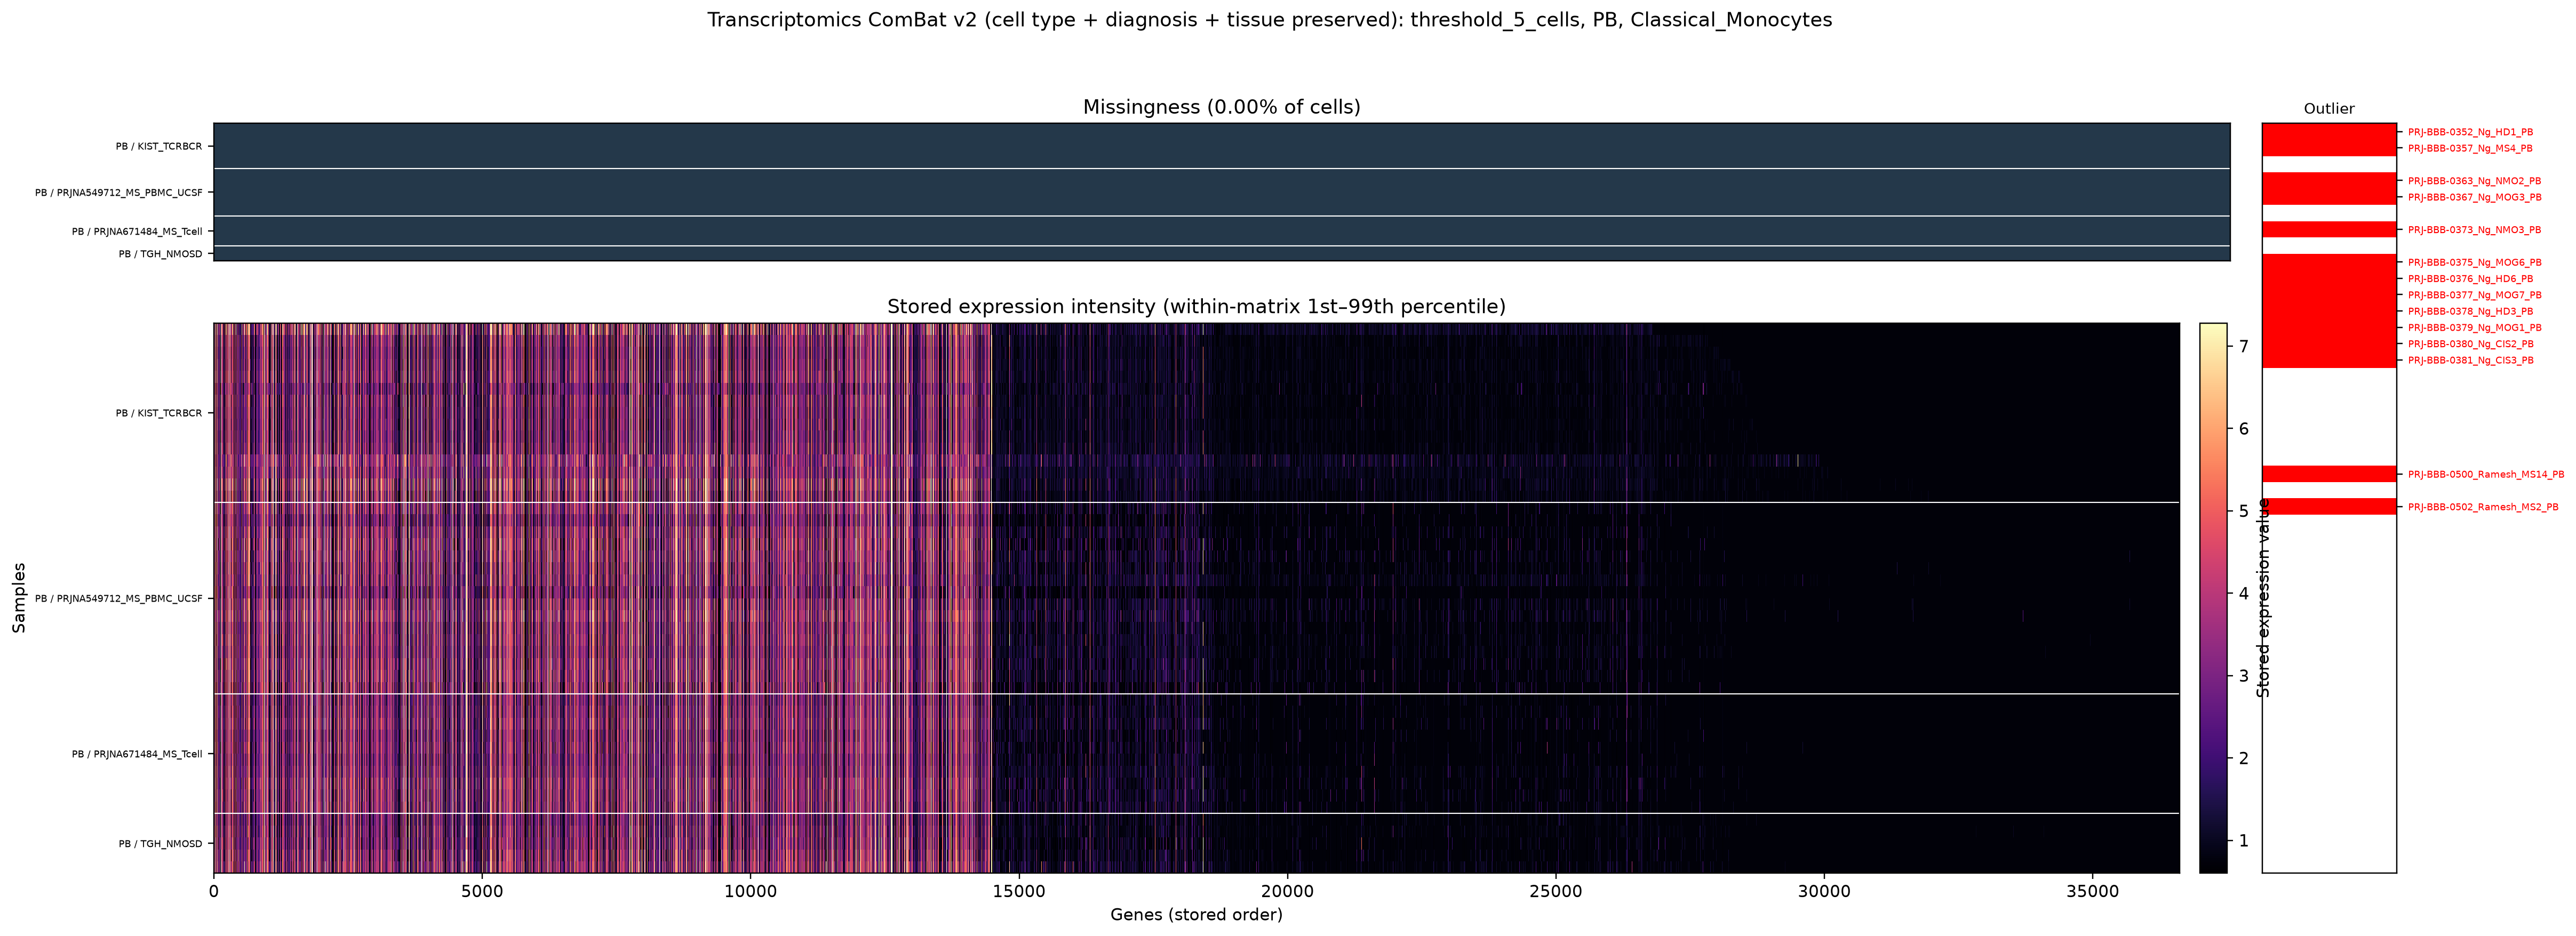 Transcriptomics ComBat v2 (cell type + diagnosis + tissue preserved): threshold_5_cells, PB, Classical_Monocytes
Missingness (0.00% of cells)
PB / KIST_TCRBCR
PB / PRJNA549712_MS_PBMC_UCSF
PB / PRJNA671484_MS_Tcell
PB / TGH_NMOSD
Outlier
PRJ-BBB-0352_Ng_HD1_PB
PRJ-BBB-0357_Ng_MS4_PB
PRJ-BBB-0363_Ng_NMO2_PB
PRJ-BBB-0367_Ng_MOG3_PB
PRJ-BBB-0373_Ng_NMO3_PB
PRJ-BBB-0375_Ng_MOG6_PB
PRJ-BBB-0376_Ng_HD6_PB
PRJ-BBB-0377_Ng_MOG7_PB
PRJ-BBB-0378_Ng_HD3_PB
PRJ-BBB-0379_Ng_MOG1_PB
PRJ-BBB-0380_Ng_CIS2_PB
PRJ-BBB-0381_Ng_CIS3_PB
PRJ-BBB-0500_Ramesh_MS14_PB
PRJ-BBB-0502_Ramesh_MS2_PB
Stored expression intensity (within-matrix 1st–99th percentile)
Samples
PB / KIST_TCRBCR
PB / PRJNA549712_MS_PBMC_UCSF
PB / PRJNA671484_MS_Tcell
PB / TGH_NMOSD
0 5000 10000 15000 20000 25000 30000 35000
Genes (stored order)
7
6
5
4
3
2
1
Stored expression value